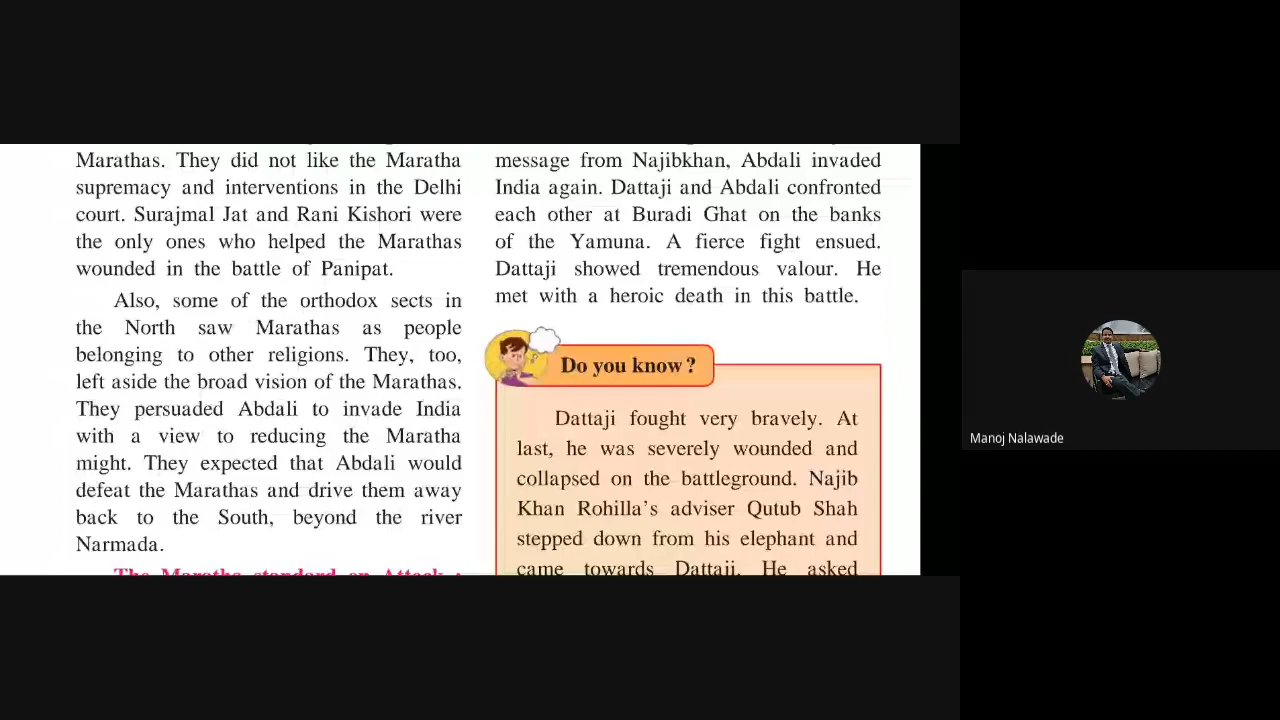 Marathas. They did not like the Maratha
supremacy and interventions in the Delhi
court. Surajmal Jat and Rani Kishori were
the only ones who helped the Marathas
wounded in the battle of Panipat.
Also, some of the orthodox sects in
the North saw Marathas as people
belonging to other religions. They, too,
left aside the broad vision of the Marathas.
They persuaded Abdali to invade India
with a view to reducing the Maratha
might. They expected that Abdali would
defeat the Marathas and drive them away
back to the South, beyond the river
Narmada.
The Maratha standard on Attock :
message from Najibkhan, Abdali invaded
India again. Dattaji and Abdali confronted
each other at Buradi Ghat on the banks
of the Yamuna. A fierce fight ensued.
Dattaji showed tremendous valour. He
met with a heroic death in this battle.
Do you know?
Dattaji fought very bravely. At
last, he was severely wounded and
collapsed on the battleground. Najib
Khan Rohilla's adviser Qutub Shah
stepped down from his elephant and
came towards Dattaji. He asked
Manoj Nalawade